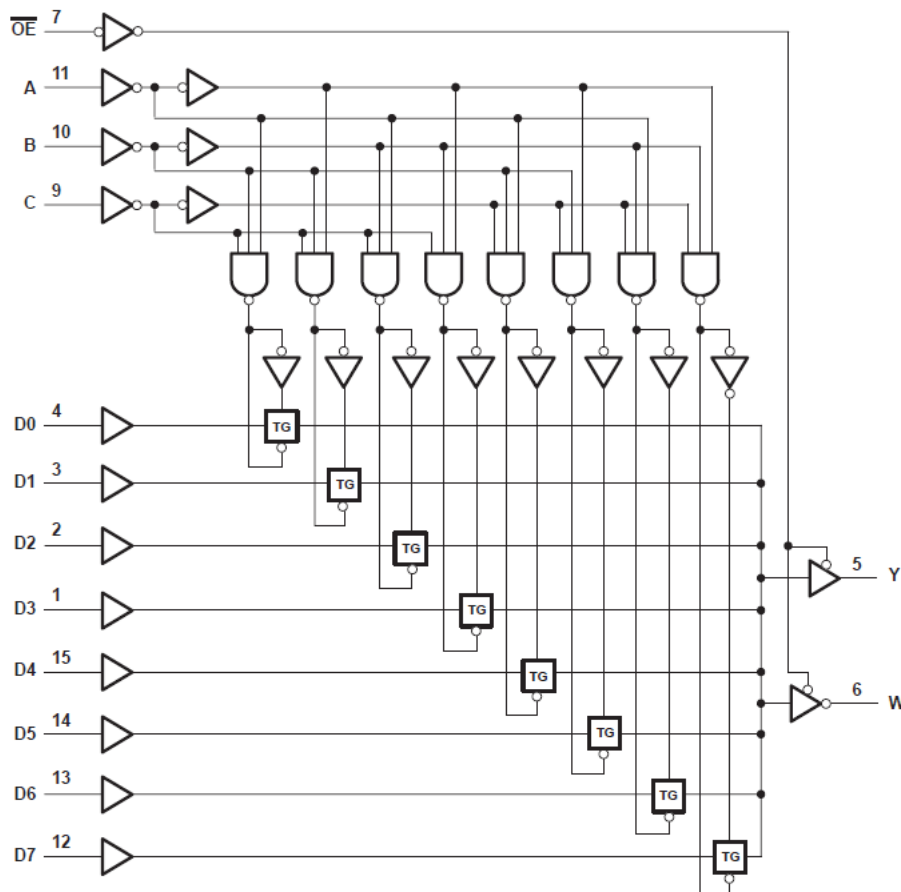 OE 7
A 11
B 10
C 9
D0 4
TG
D1 3
TG
D2 2
TG
5 Y
D3 1
TG
D4 15
TG
6 W
D5 14
TG
D6 13
TG
D7 12
TG